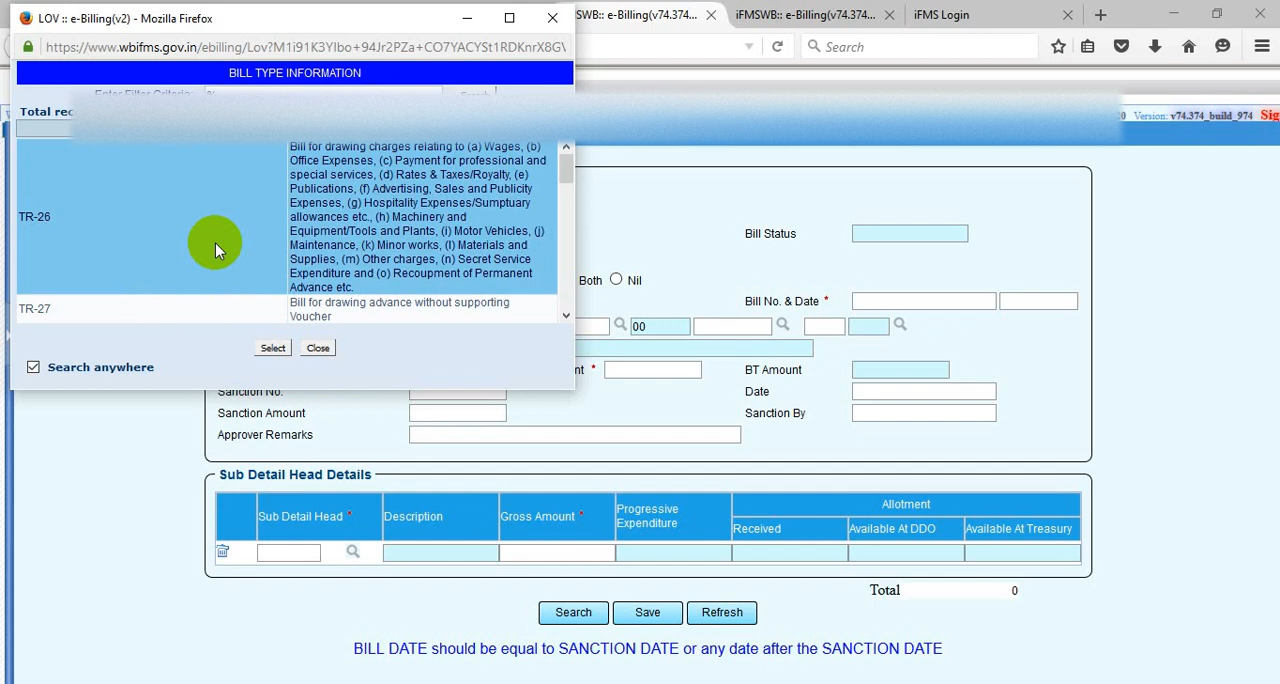 LOV :: e-Billing(v2) - Mozilla Firefox
iFMSWB:: e-Billing(v74.374...
iFMSWB:: e-Billing(v74.374...
iFMS Login
https://www.wbifms.gov.in/ebilling/Lov?
Search
BILL TYPE INFORMATION
Enter Filter Criteria:
%
Search
Total rec
Version: v74.374_build_974
Sig
TR-26
Bill for drawing charges relating to (a) Wages, (b)
Office Expenses, (c) Payment for professional and
special services, (d) Rates & Taxes/Royalty, (e)
Publications, (f) Advertising, Sales and Publicity
Expenses, (g) Hospitality Expenses/Sumptuary
allowances etc., (h) Machinery and
Equipment/Tools and Plants, (i) Motor Vehicles, (j)
Maintenance, (k) Minor works, (l) Materials and
Supplies, (m) Other charges, (n) Secret Service
Expenditure and (o) Recoupment of Permanent
Advance etc.
TR-27
Bill for drawing advance without supporting
Voucher
Select
Close
Search anywhere
Bill Status
Both
Nil
Bill No. & Date *
00
*
BT Amount
Sanction No.
Date
Sanction Amount
Sanction By
Approver Remarks
Sub Detail Head Details
Sub Detail Head *
Description
Gross Amount *
Progressive
Expenditure
Allotment
Received
Available At DDO
Available At Treasury
Total
0
Search
Save
Refresh
BILL DATE should be equal to SANCTION DATE or any date after the SANCTION DATE